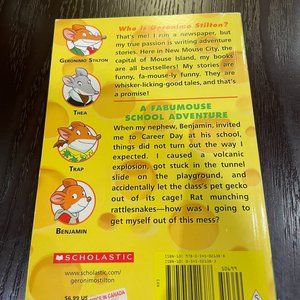 Who Is Geronimo Stilton?
That's me! I run a newspaper, but
my true passion is writing adventure
stories. Here in New Mouse City, the
capital of Mouse Island, my books
are all bestsellers! My stories are
funny, fa-mouse-ly funny. They are
whisker-licking-good tales, and that's
a promise!
GERONIMO STILTON
THEA
A FABUMOUSE
SCHOOL ADVENTURE
When my nephew, Benjamin, invited
me to Career Day at his school,
things did not turn out the way I
expected. I caused a volcanic
explosion, got stuck in the tunnel
slide on the playground, and
accidentally let the class's pet gecko
out of its cage! Rat munching
rattlesnakes—how was I going to
get myself out of this mess?
TRAP
BENJAMIN
SCHOLASTIC
www.scholastic.com/
geronimostilton
$6.99 US
50699